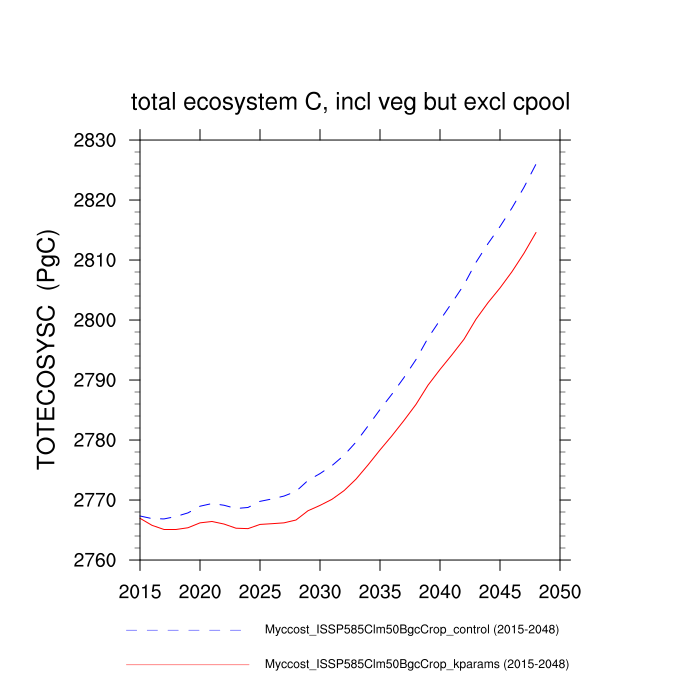 total ecosystem C, incl veg but excl cpool
TOTECOSYSC (PgC)
2830
2820
2810
2800
2790
2780
2770
2760
2015 2020 2025 2030 2035 2040 2045 2050
Myccost_ISSP585Clm50BgcCrop_control (2015-2048)
Myccost_ISSP585Clm50BgcCrop_kparams (2015-2048)